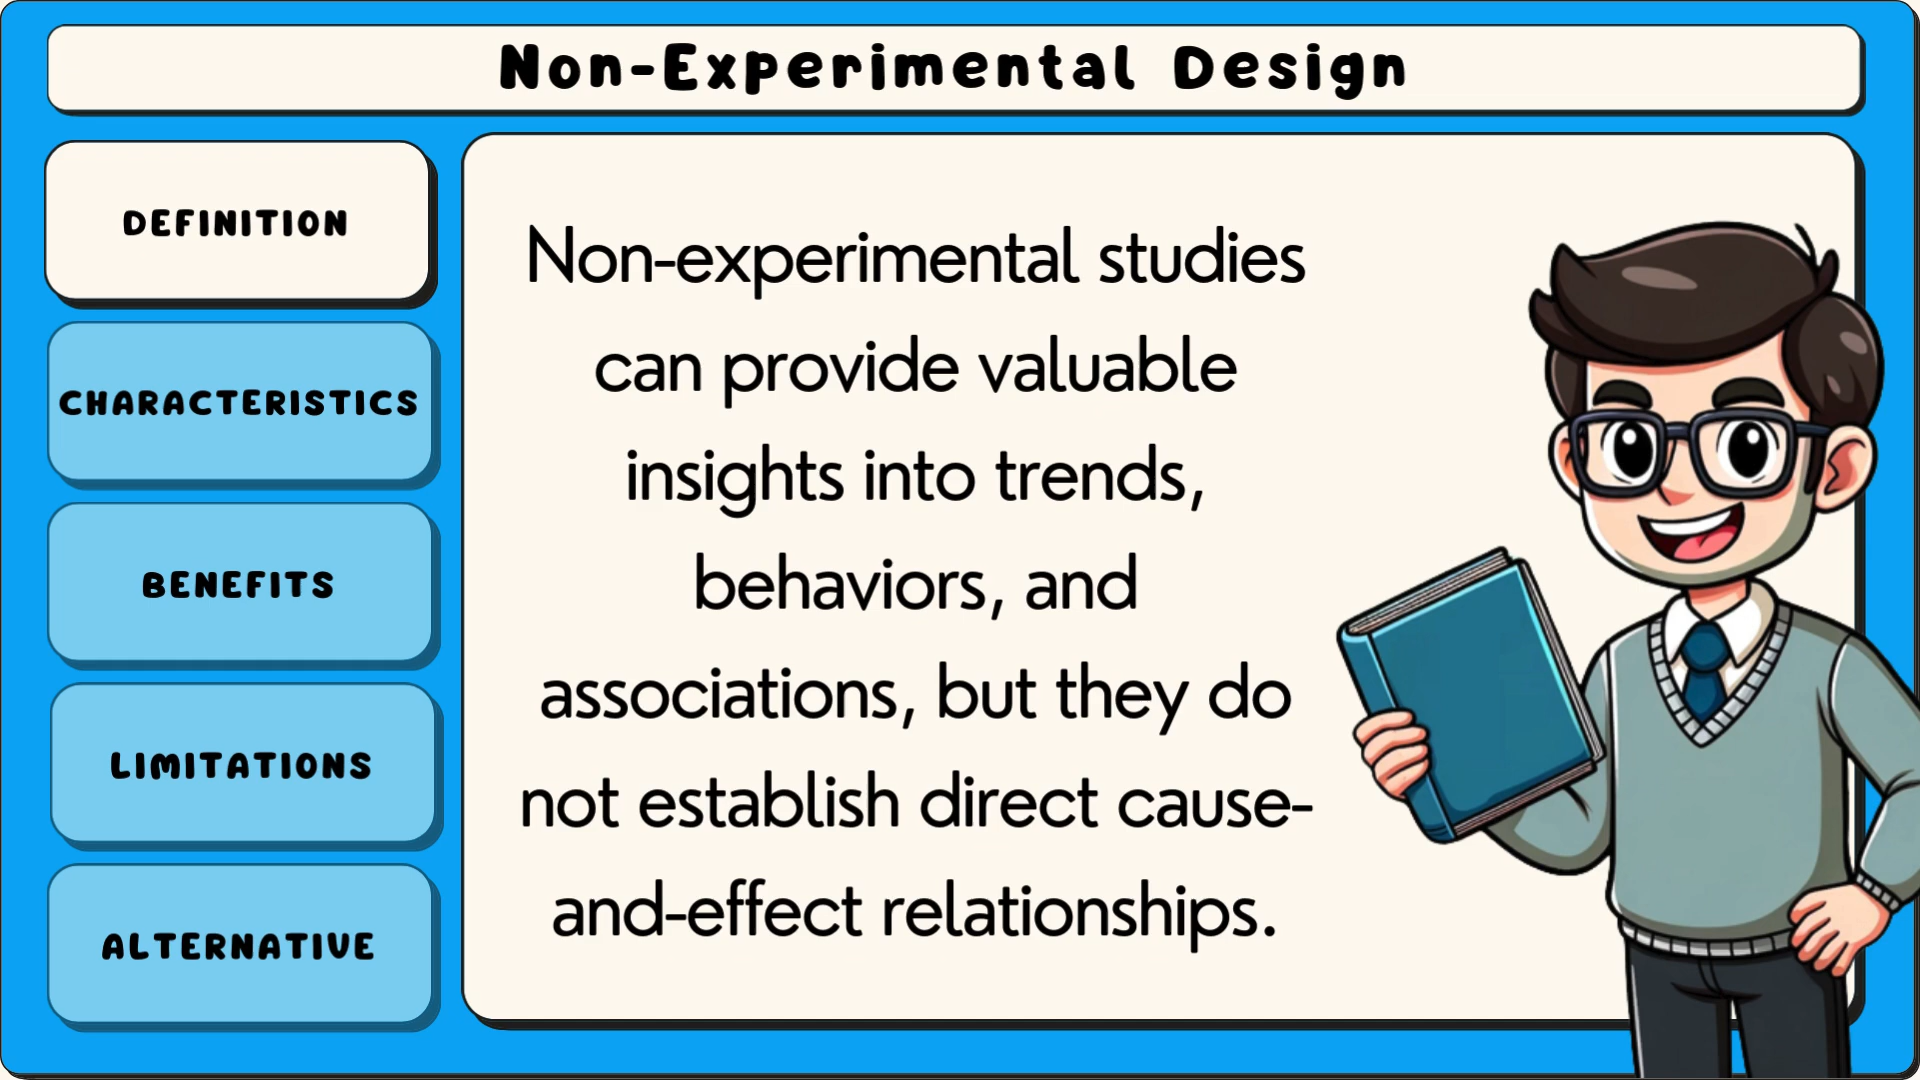 Non-Experimental Design
DEFINITION
CHARACTERISTICS
BENEFITS
LIMITATIONS
ALTERNATIVE
Non-experimental studies
can provide valuable
insights into trends,
behaviors, and
associations, but they do
not establish direct cause-
and-effect relationships.